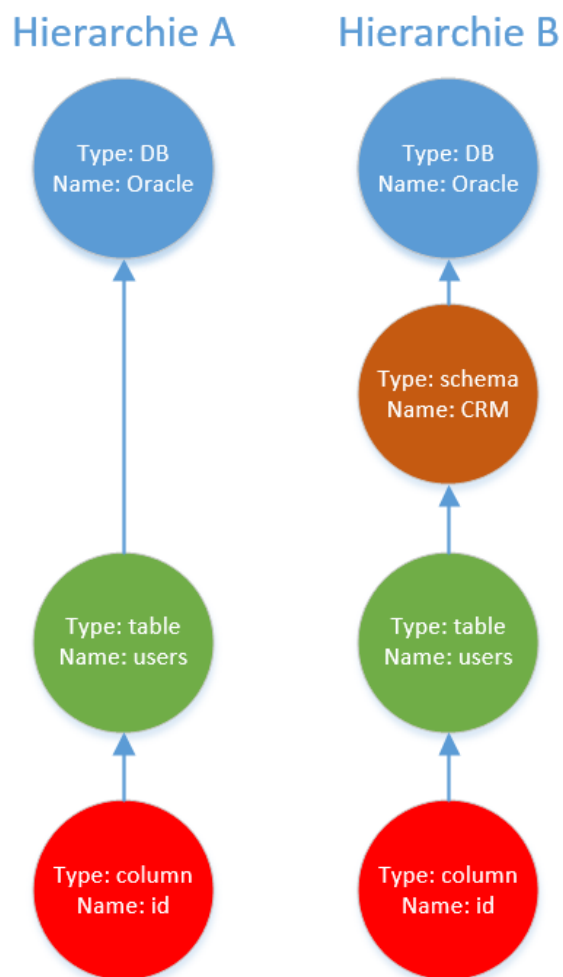 Hierarchie A
Type: DB
Name: Oracle
Type: table
Name: users
Type: column
Name: id
Hierarchie B
Type: DB
Name: Oracle
Type: schema
Name: CRM
Type: table
Name: users
Type: column
Name: id